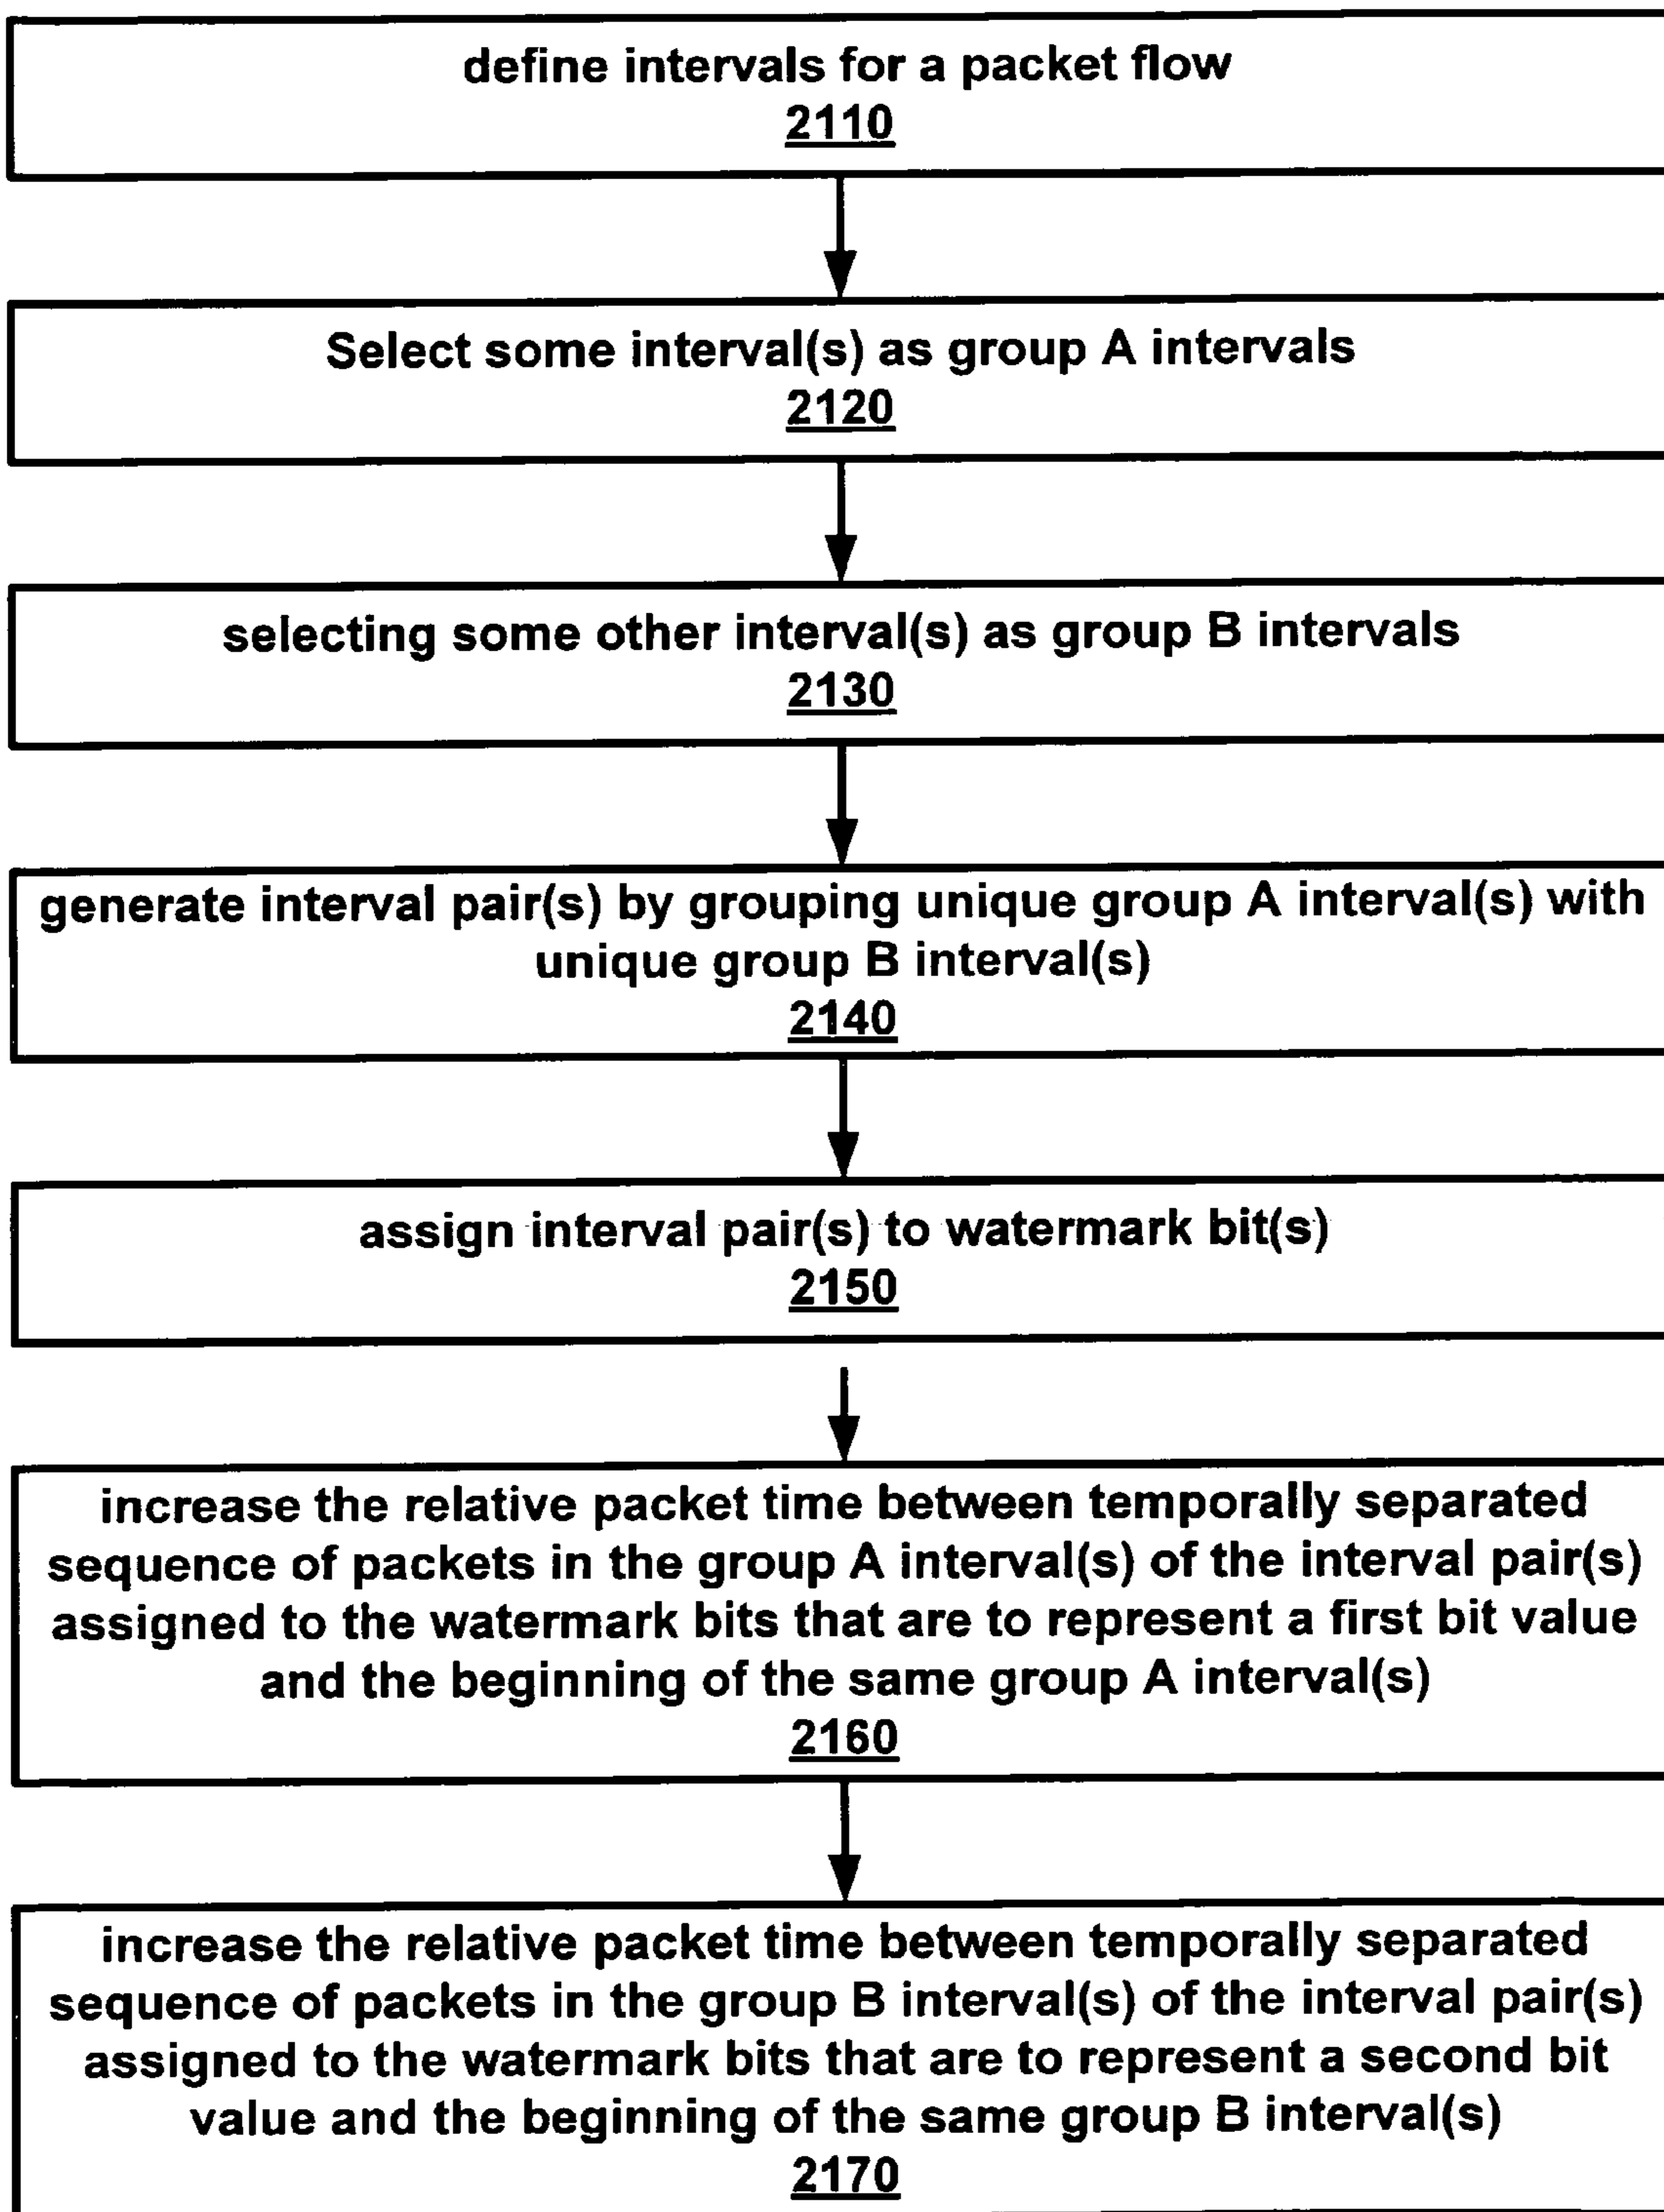 define intervals for a packet flow
2110
Select some interval(s) as group A intervals
2120
selecting some other interval(s) as group B intervals
2130
generate interval pair(s) by grouping unique group A interval(s) with
unique group B interval(s)
2140
assign interval pair(s) to watermark bit(s)
2150
increase the relative packet time between temporally separated
sequence of packets in the group A interval(s) of the interval pair(s)
assigned to the watermark bits that are to represent a first bit value
and the beginning of the same group A interval(s)
2160
increase the relative packet time between temporally separated
sequence of packets in the group B interval(s) of the interval pair(s)
assigned to the watermark bits that are to represent a second bit
value and the beginning of the same group B interval(s)
2170